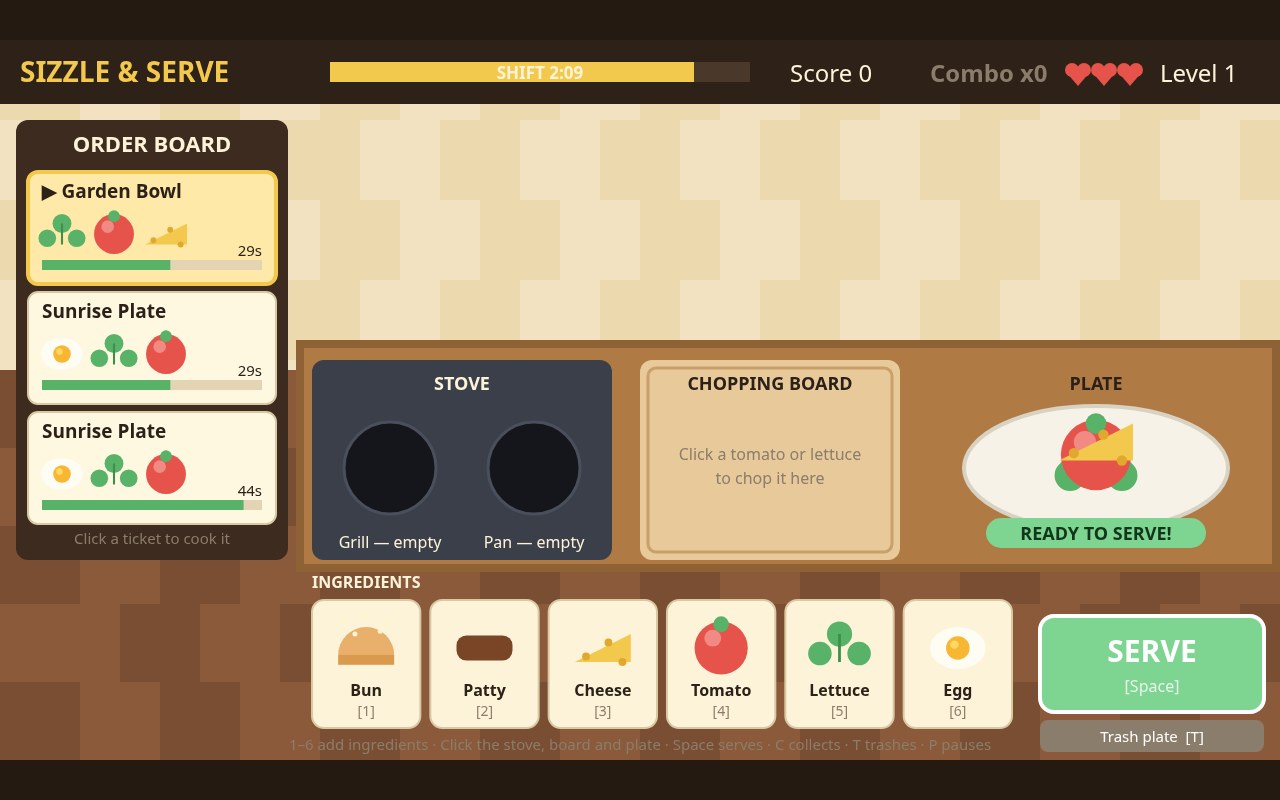 SIZZLE & SERVE
SHIFT 2:09
Score 0
Combo x0
Level 1
ORDER BOARD
▶ Garden Bowl
29s
Sunrise Plate
29s
Sunrise Plate
44s
Click a ticket to cook it
STOVE
Grill — empty
Pan — empty
CHOPPING BOARD
Click a tomato or lettuce
to chop it here
PLATE
READY TO SERVE!
INGREDIENTS
Bun
[1]
Patty
[2]
Cheese
[3]
Tomato
[4]
Lettuce
[5]
Egg
[6]
SERVE
[Space]
Trash plate [T]
1–6 add ingredients · Click the stove, board and plate · Space serves · C collects · T trashes · P pauses